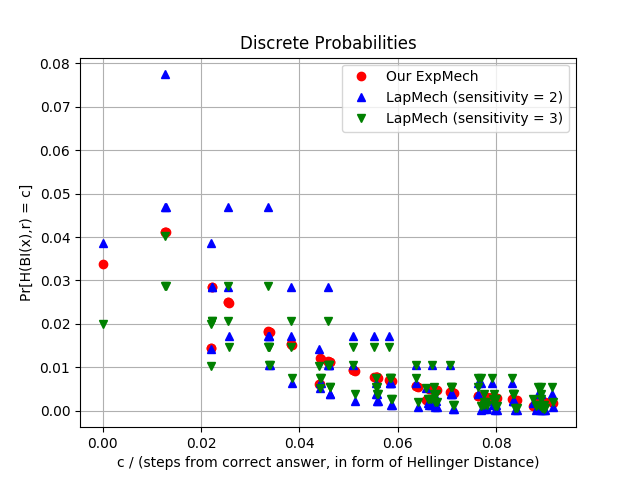 Discrete Probabilities
Our ExpMech
LapMech (sensitivity = 2)
LapMech (sensitivity = 3)
Pr[H(BI(x),r) = c]
0.08
0.07
0.06
0.05
0.04
0.03
0.02
0.01
0.00
0.00 0.02 0.04 0.06 0.08
c / (steps from correct answer, in form of Hellinger Distance)